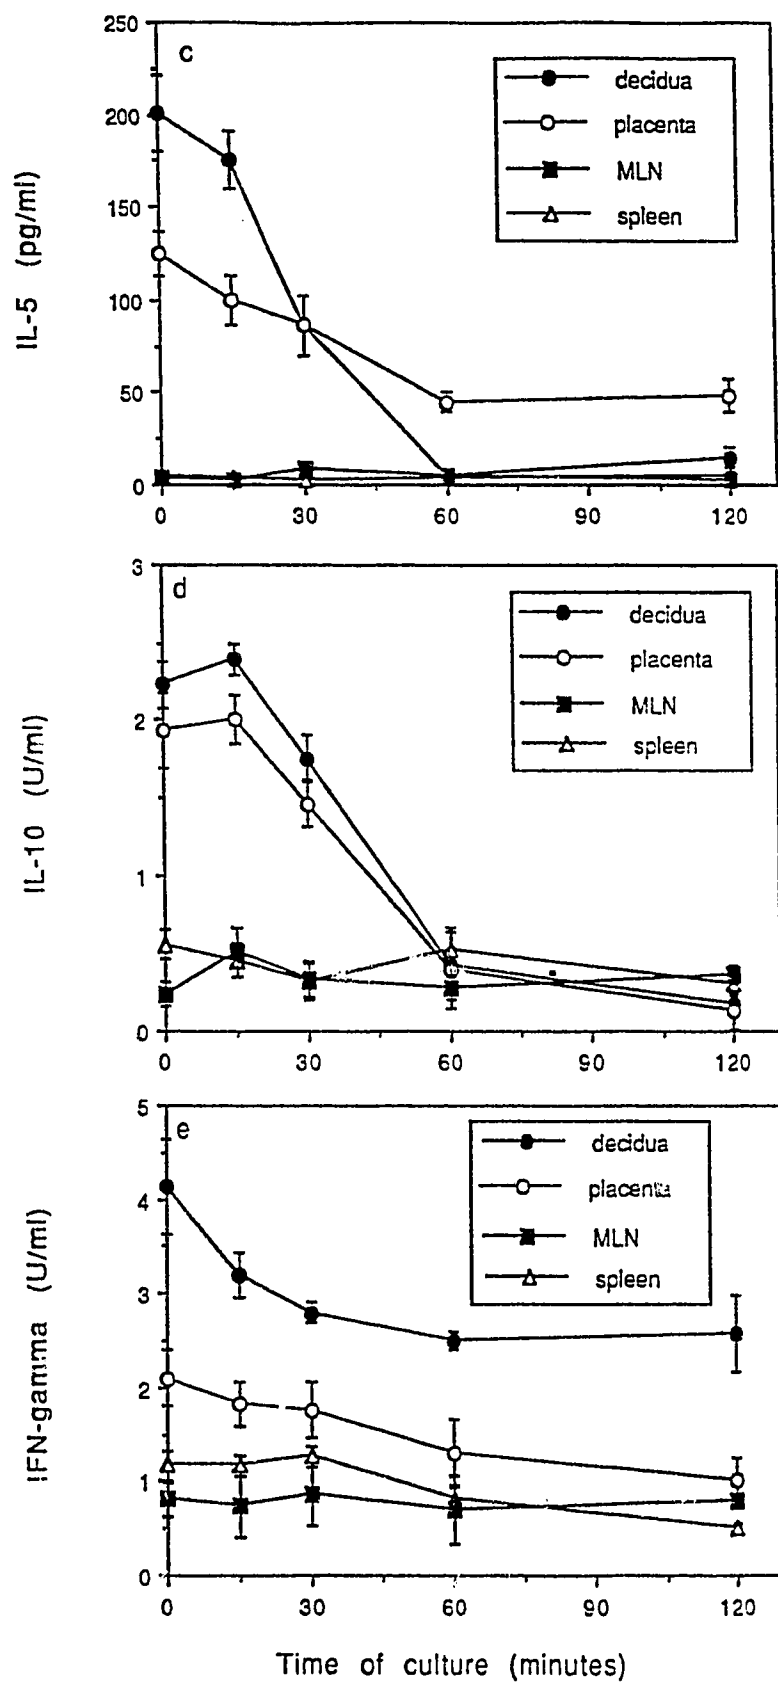 250
c
decidua
200
placenta
MLN
150
spleen
IL-5 (pg/ml)
100
50
0
0 30 60 90 120
3
d
decidua
placenta
2
MLN
spleen
IL-10 (U/ml)
1
0
0 30 60 90 120
5
e
decidua
4
placenta
MLN
spleen
3
IFN-gamma (U/ml)
2
1
0
0 30 60 90 120
Time of culture (minutes)